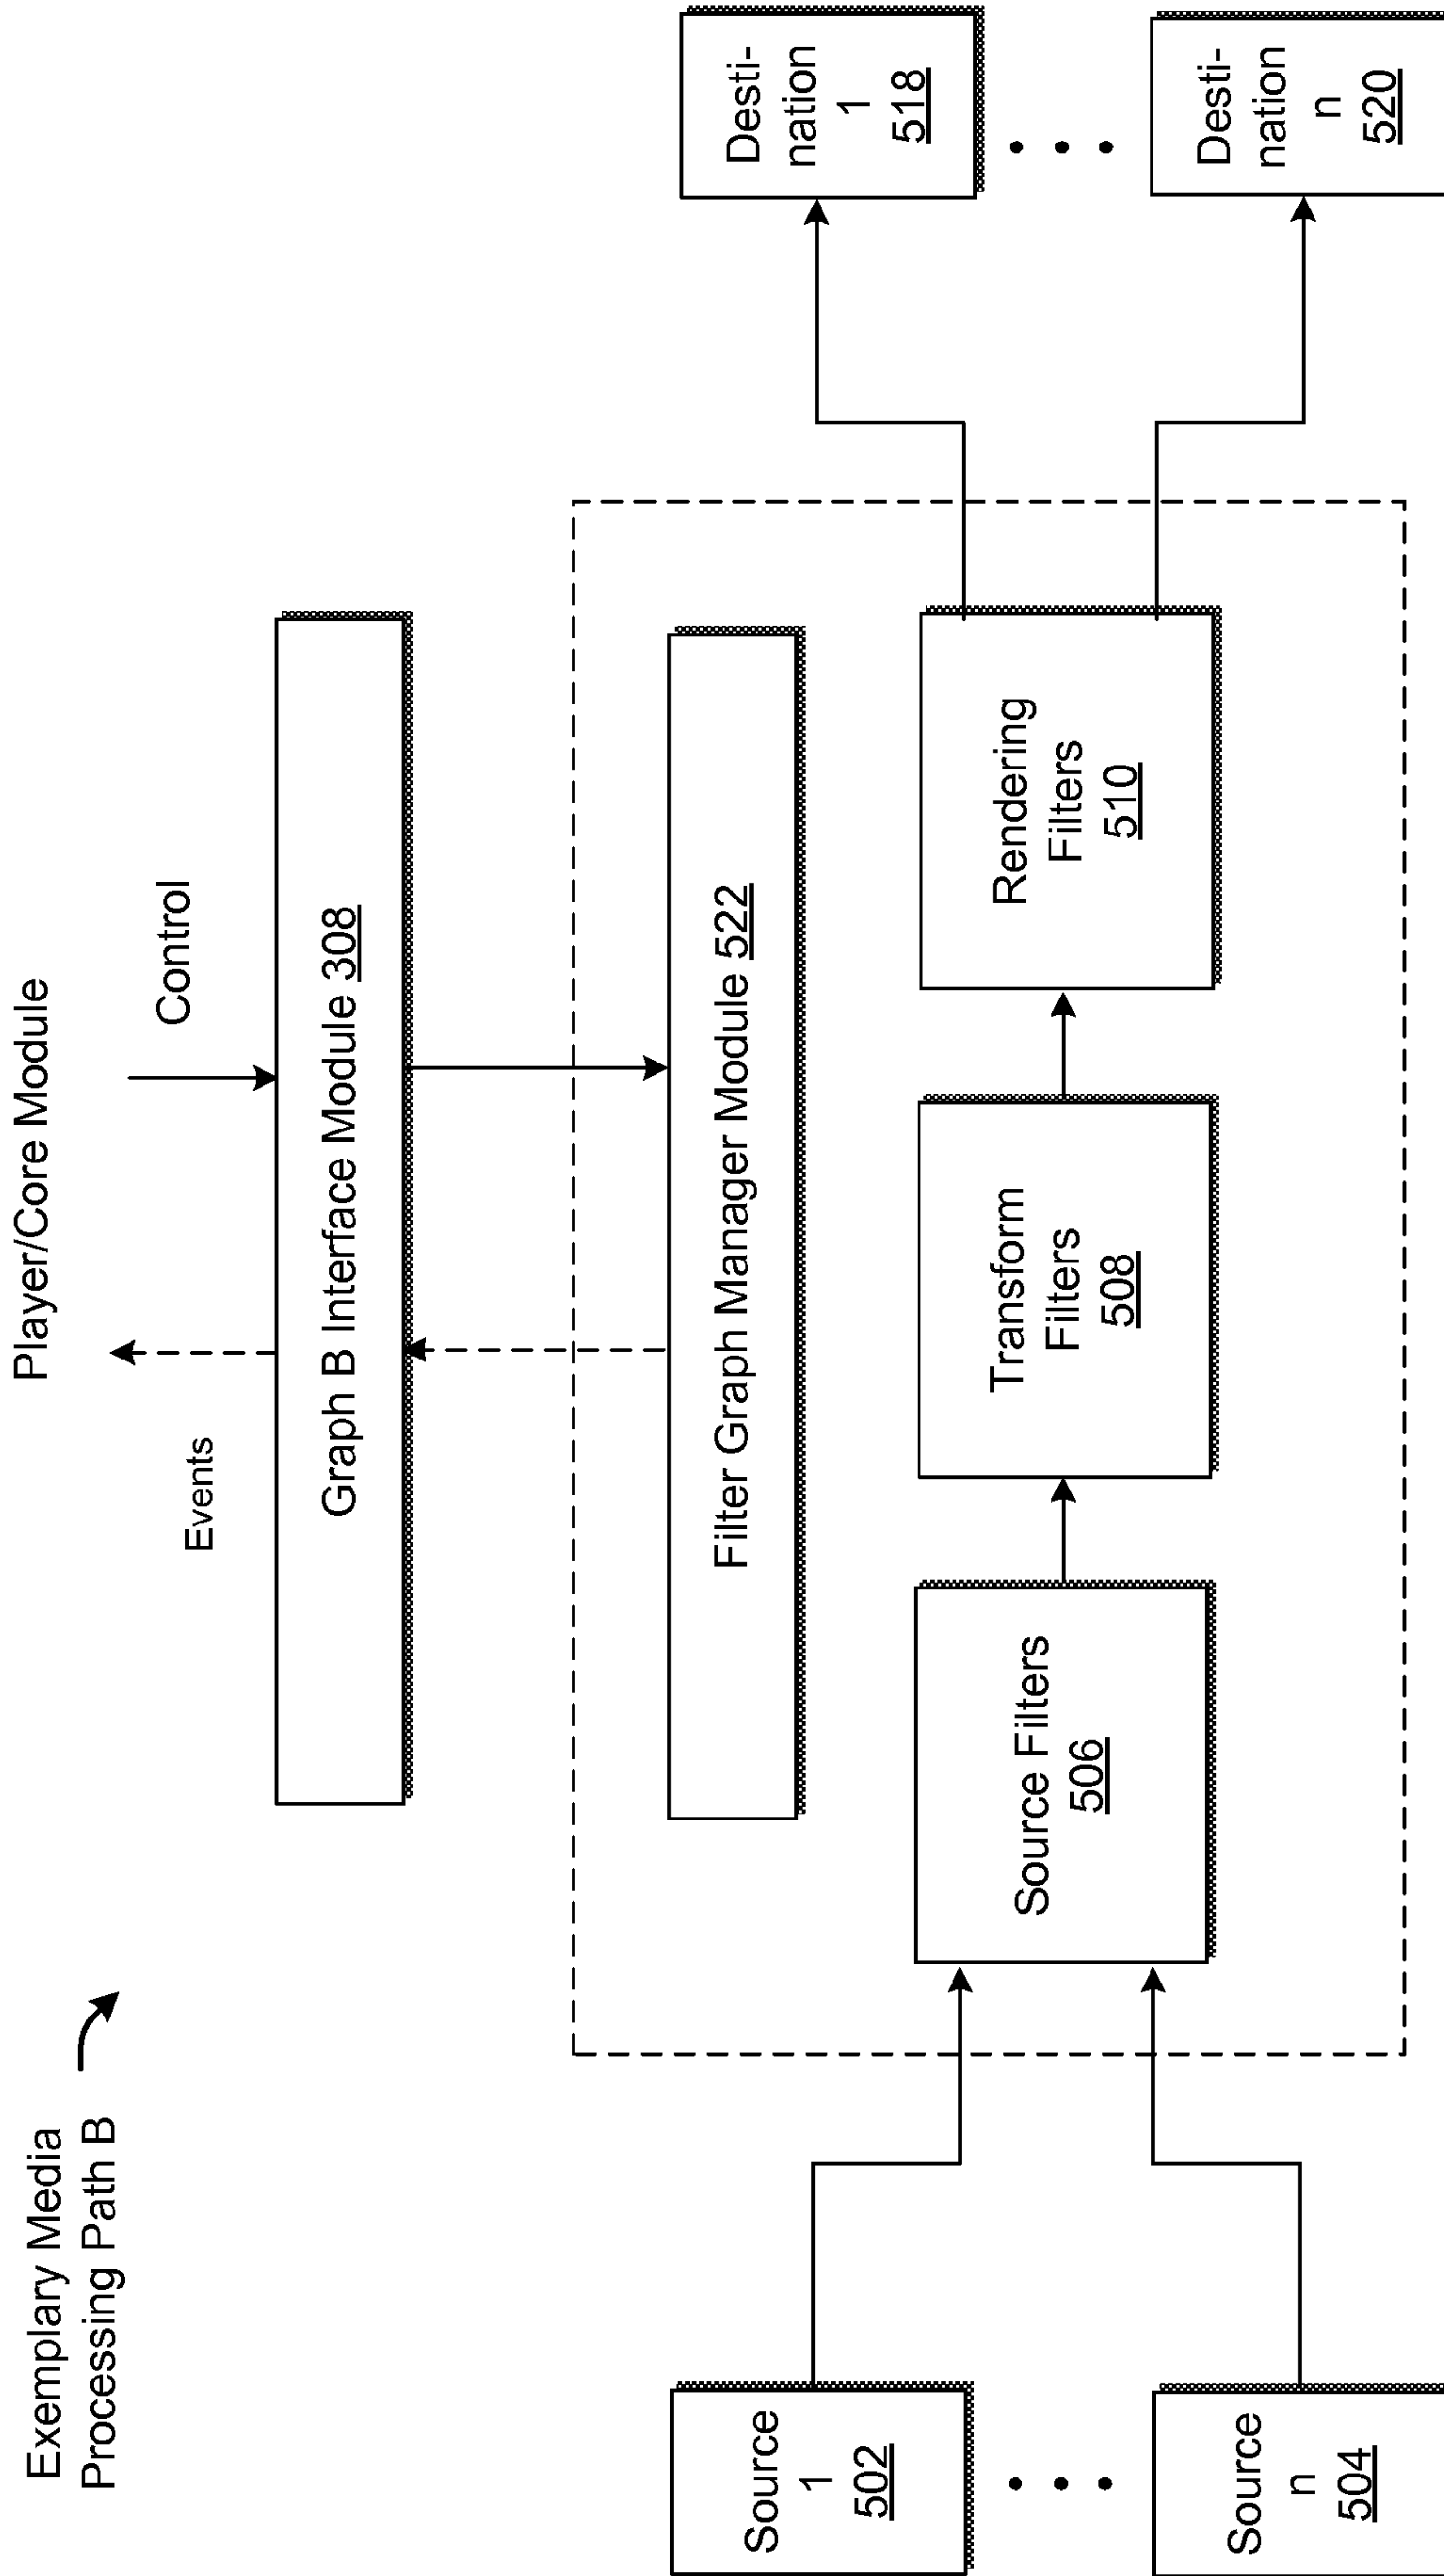 Exemplary Media
Processing Path B
Player/Core Module
Events
Control
Graph B Interface Module 308
Filter Graph Manager Module 522
Source
1
502
Source
n
504
Source Filters
506
Transform
Filters
508
Rendering
Filters
510
Desti-
nation
1
518
Desti-
nation
n
520